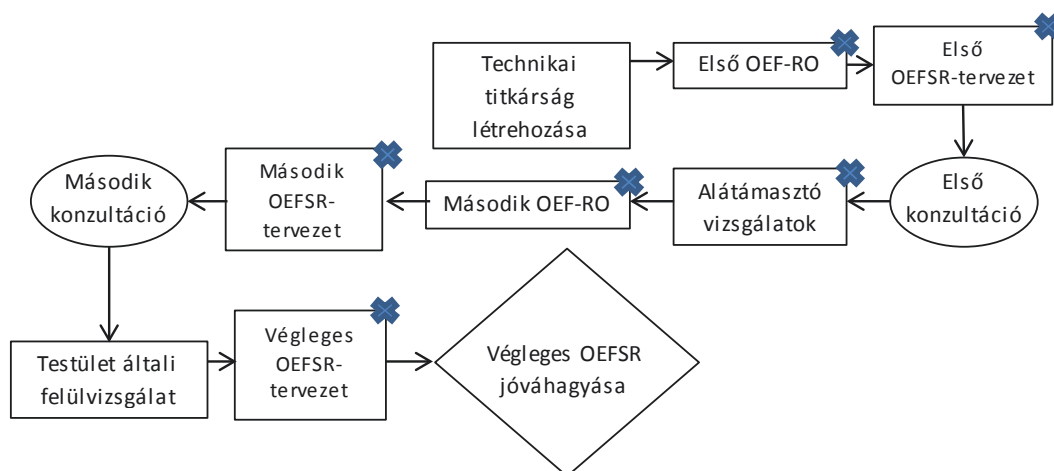 Technikai
titkárság
létrehozása
Első OEF-RO
Első
OEFSR-tervezet
Első
konzultáció
Alátámasztó
vizsgálatok
Második OEF-RO
Második
OEFSR-
tervezet
Második
konzultáció
Testület általi
felülvizsgálat
Végleges
OEFSR-
tervezet
Végleges OEFSR
jóváhagyása